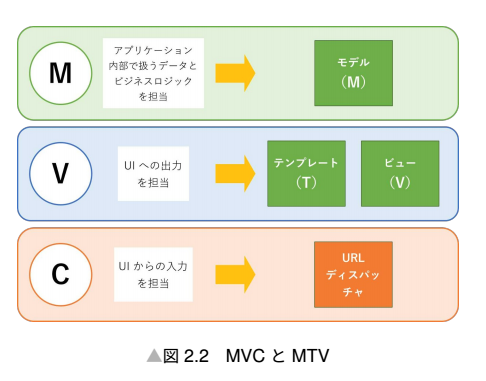 M
アプリケーション
内部で扱うデータと
ビジネスロジック
を担当
モデル
（M）
V
UI への出力
を担当
テンプレート
（T）
ビュー
（V）
C
UI からの入力
を担当
URL
ディスパッ
チャ
▲図 2.2　MVC と MTV